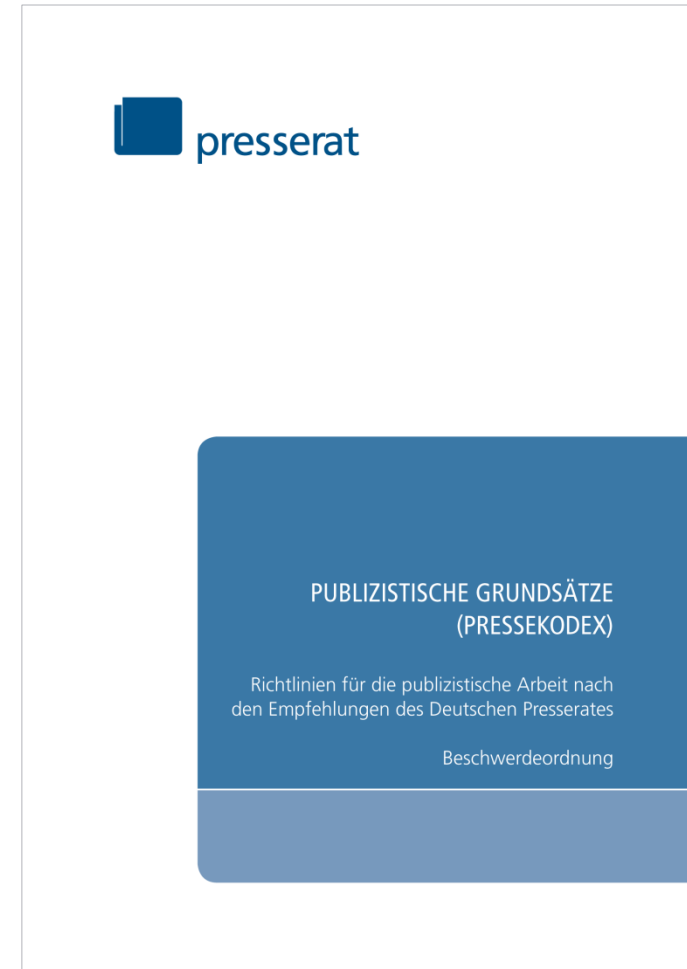 presserat
PUBLIZISTISCHE GRUNDSÄTZE
(PRESSEKODEX)
Richtlinien für die publizistische Arbeit nach
den Empfehlungen des Deutschen Presserates
Beschwerdeordnung